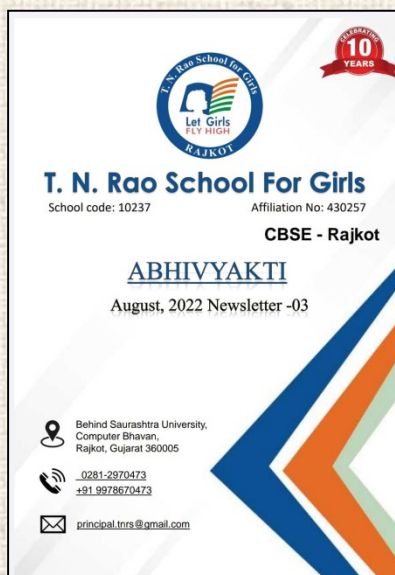 CELEBRATING
10
YEARS
T. N. Rao School for Girls
Let Girls
FLY HIGH
RAJKOT
T. N. Rao School For Girls
School code: 10237 Affiliation No: 430257
CBSE - Rajkot
ABHIVYAKTI
August, 2022 Newsletter -03
Behind Saurashtra University,
Computer Bhavan,
Rajkot, Gujarat 360005
0281-2970473
+91 9978670473
principal.tnrs@gmail.com